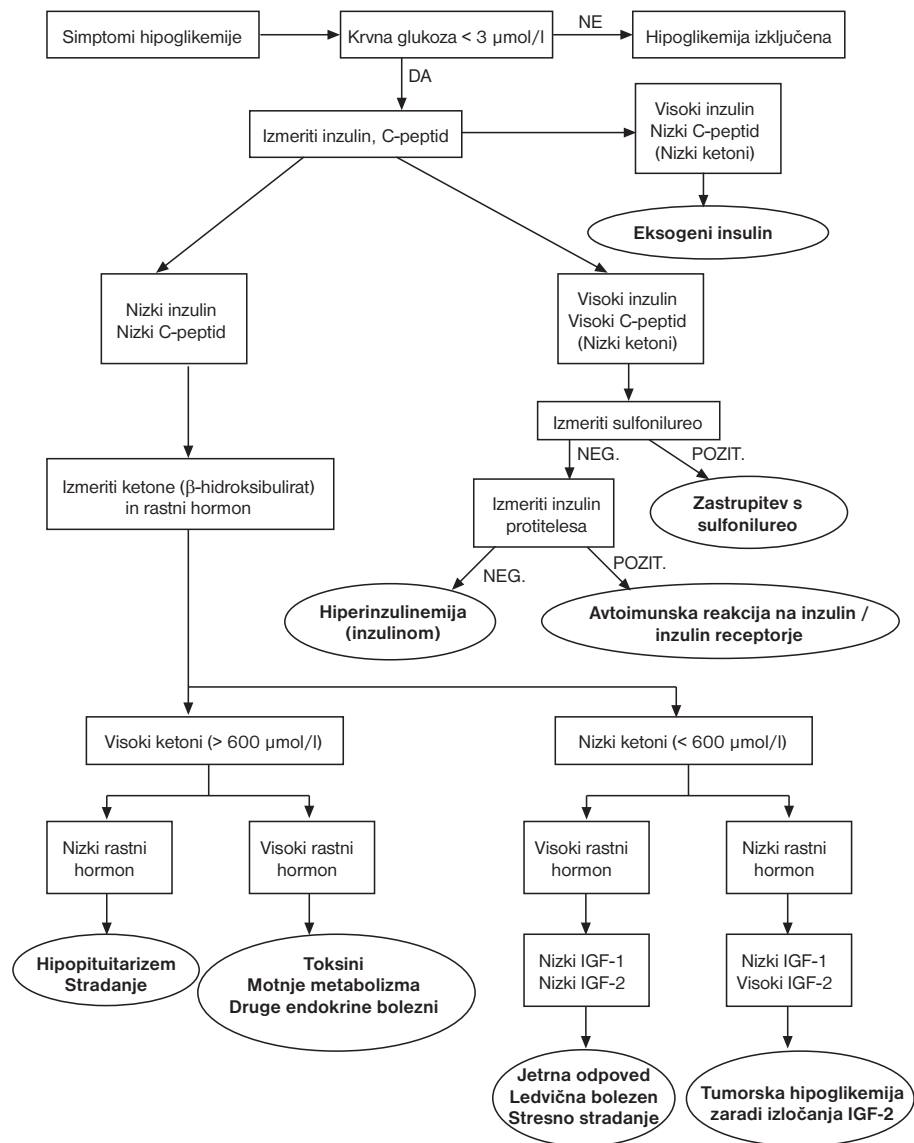 Simptomi hipoglikemije
Krvna glukoza < 3 μmol/l
NE
Hipoglikemija izključena
DA
Izmeriti inzulin, C-peptid
Visoki inzulin
Nizki C-peptid
(Nizki ketoni)
Eksogeni insulin
Nizki inzulin
Nizki C-peptid
Visoki inzulin
Visoki C-peptid
(Nizki ketoni)
Izmeriti sulfonilureo
NEG.
POZIT.
Izmeriti ketone (β-hidroksibulirat)
in rastni hormon
Izmeriti inzulin
protitelesa
Zastrupitev s
sulfonilureo
NEG.
POZIT.
Hiperinzulinemija
(inzulinom)
Avtoimunska reakcija na inzulin /
inzulin receptorje
Visoki ketoni (> 600 μmol/l)
Nizki ketoni (< 600 μmol/l)
Nizki rastni
hormon
Visoki rastni
hormon
Visoki rastni
hormon
Nizki rastni
hormon
Hipopituitarizem
Stradanje
Toksini
Motnje metabolizma
Druge endokrine bolezni
Nizki IGF-1
Nizki IGF-2
Nizki IGF-1
Visoki IGF-2
Jetrna odpoved
Ledvična bolezen
Stresno stradanje
Tumorska hipoglikemija
zaradi izločanja IGF-2